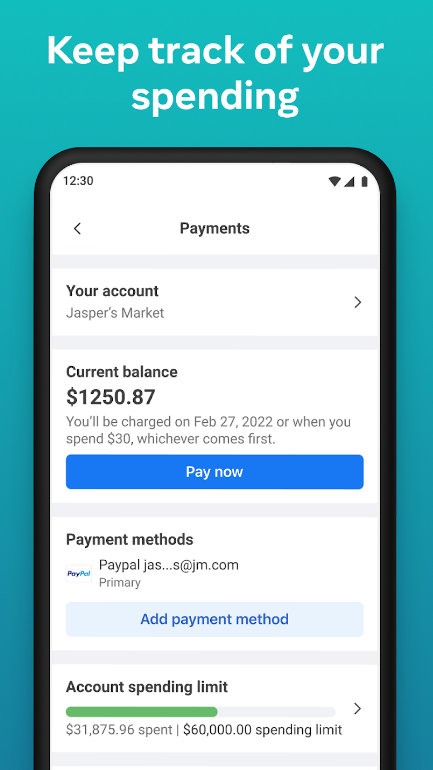 Keep track of your
spending
12:30
Payments
Your account
Jasper's Market
Current balance
$1250.87
You'll be charged on Feb 27, 2022 or when you
spend $30, whichever comes first.
Pay now
Payment methods
PayPal
Paypal jas...s@jm.com
Primary
Add payment method
Account spending limit
$31,875.96 spent | $60,000.00 spending limit